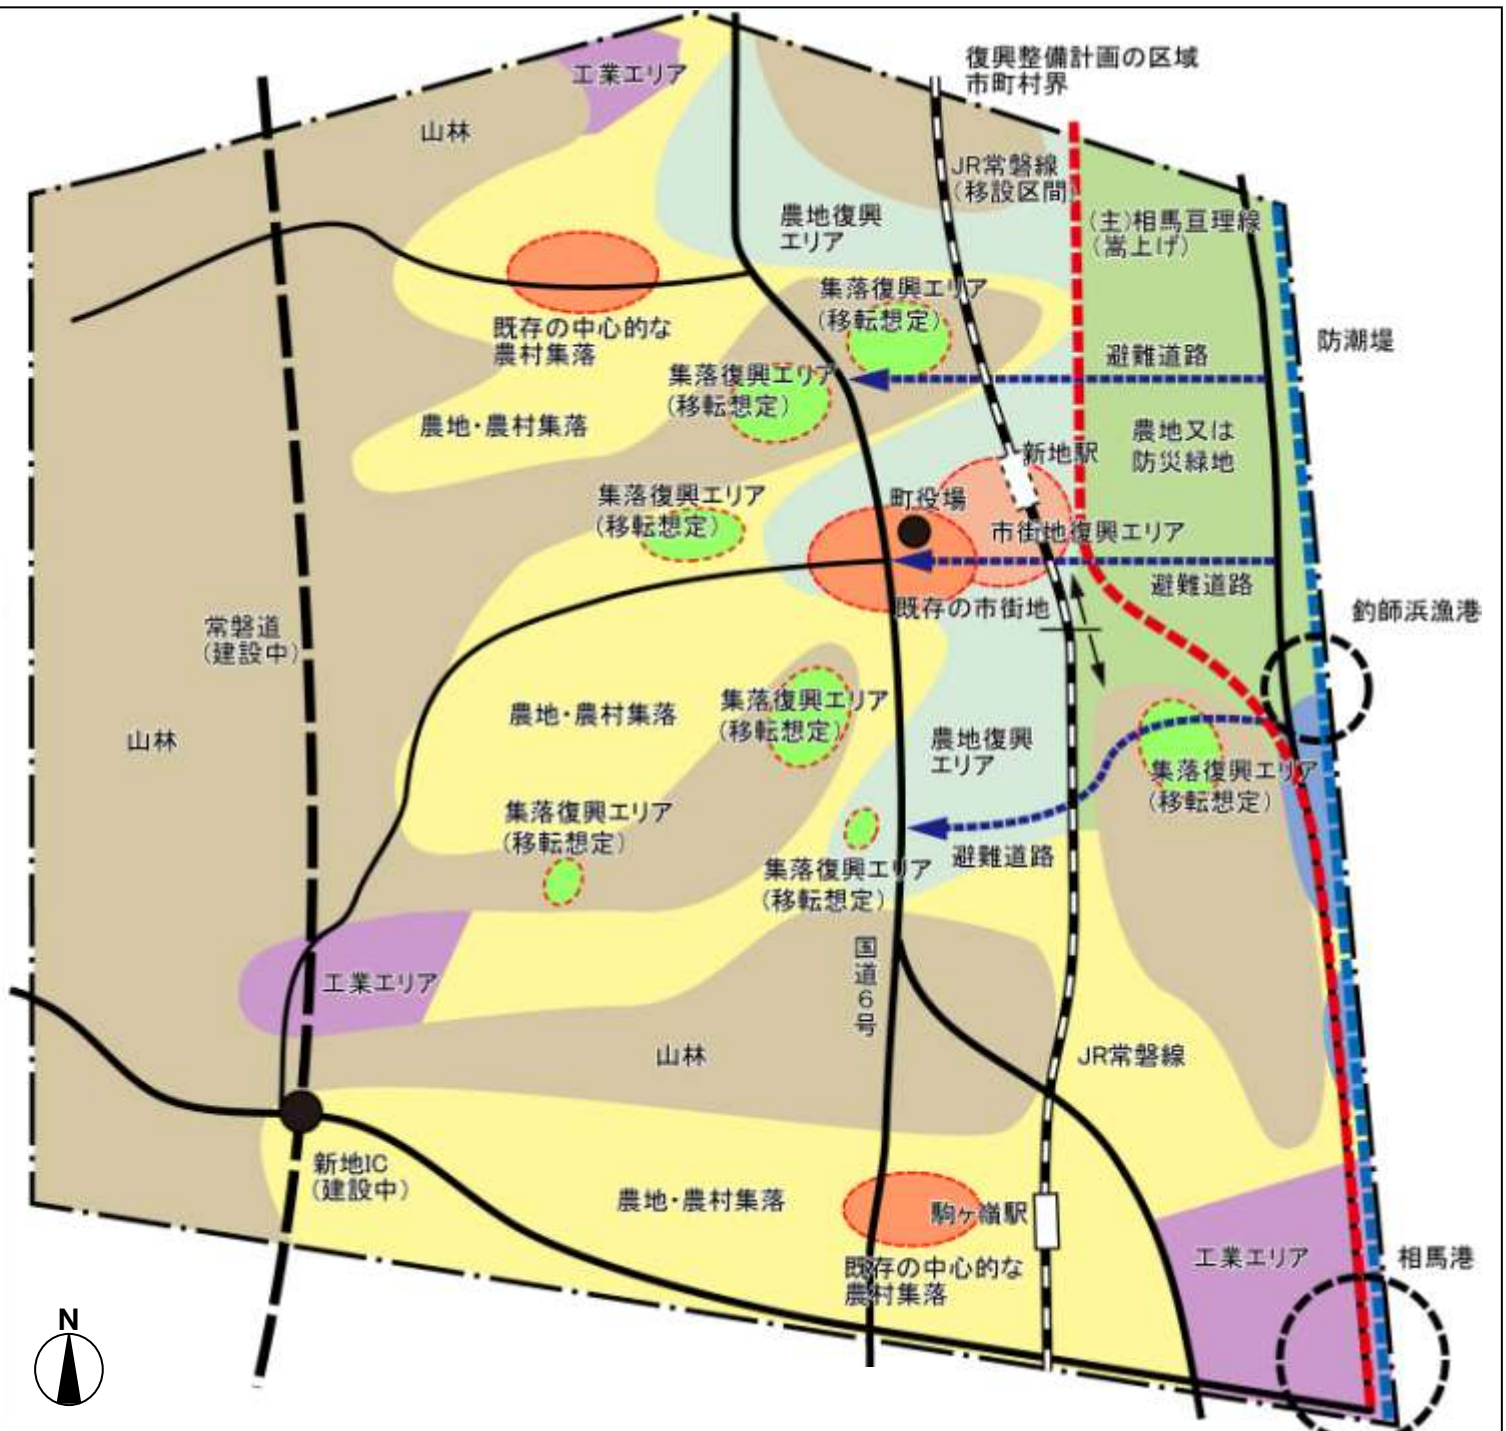 復興整備計画の区域
市町村界
工業エリア
山林
JR常磐線
(移設区間)
農地復興
エリア
(主)相馬亘理線
(嵩上げ)
集落復興エリア
(移転想定)
既存の中心的な
農村集落
防潮堤
避難道路
集落復興エリア
(移転想定)
農地・農村集落
農地又は
防災緑地
新地駅
集落復興エリア
(移転想定)
町役場
市街地復興エリア
避難道路
既存の市街地
釣師浜漁港
常磐道
(建設中)
集落復興エリア
(移転想定)
農地・農村集落
山林
農地復興
エリア
集落復興エリア
(移転想定)
集落復興エリア
(移転想定)
避難道路
集落復興エリア
(移転想定)
国道6号
工業エリア
山林
JR常磐線
新地IC
(建設中)
農地・農村集落
駒ヶ嶺駅
既存の中心的な
農村集落
工業エリア
相馬港
N